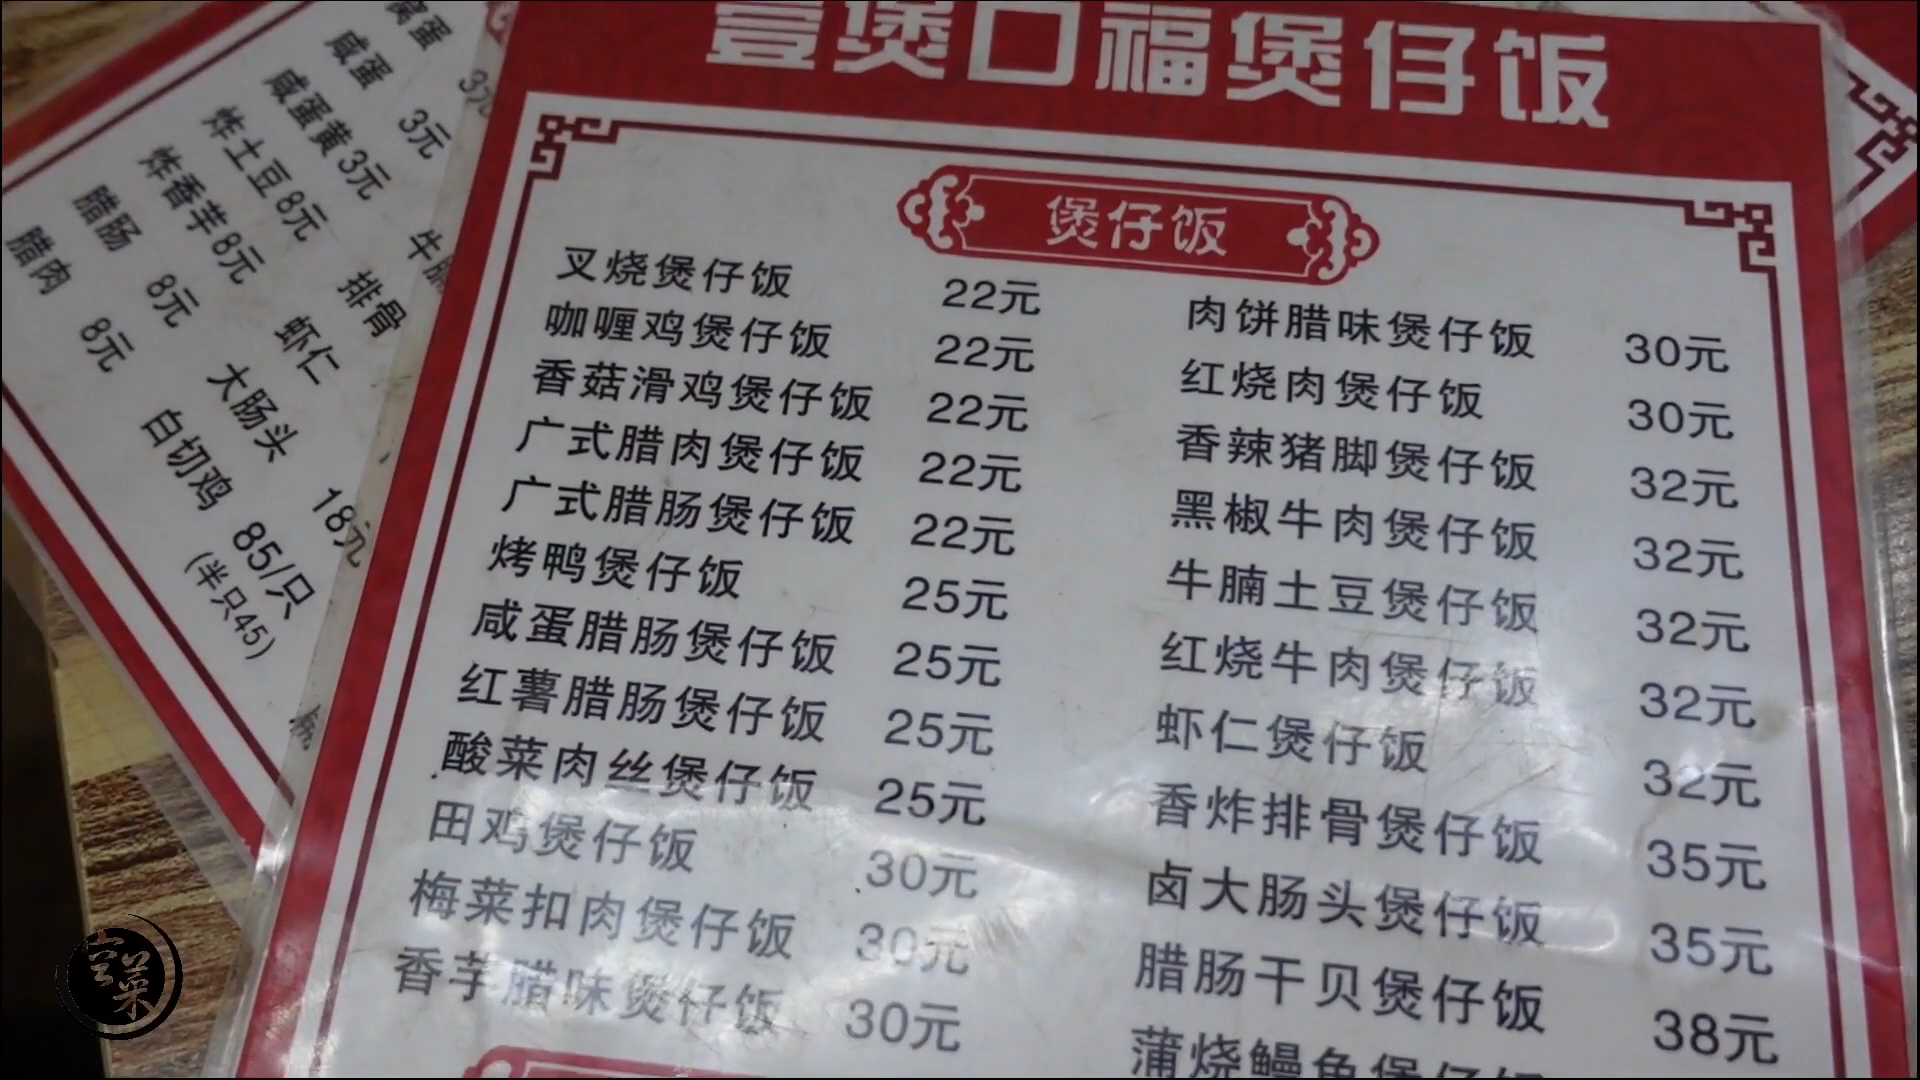 壹煲口福煲仔饭
煲仔饭
叉烧煲仔饭 22元
咖喱鸡煲仔饭 22元
香菇滑鸡煲仔饭 22元
广式腊肉煲仔饭 22元
广式腊肠煲仔饭 22元
烤鸭煲仔饭 25元
咸蛋腊肠煲仔饭 25元
红薯腊肠煲仔饭 25元
酸菜肉丝煲仔饭 25元
田鸡煲仔饭 30元
梅菜扣肉煲仔饭 30元
香芋腊味煲仔饭 30元
肉饼腊味煲仔饭 30元
红烧肉煲仔饭 30元
香辣猪脚煲仔饭 32元
黑椒牛肉煲仔饭 32元
牛腩土豆煲仔饭 32元
红烧牛肉煲仔饭 32元
虾仁煲仔饭 32元
香炸排骨煲仔饭 35元
卤大肠头煲仔饭 35元
腊肠干贝煲仔饭 38元
蒲烧鳗鱼煲仔饭
窝蛋 3元
咸蛋 3元
咸蛋黄 3元
炸土豆 8元
炸香芋 8元
腊肠 8元
腊肉 8元
牛腩
排骨
虾仁
大肠头 18元
白切鸡 85/只
(半只45)